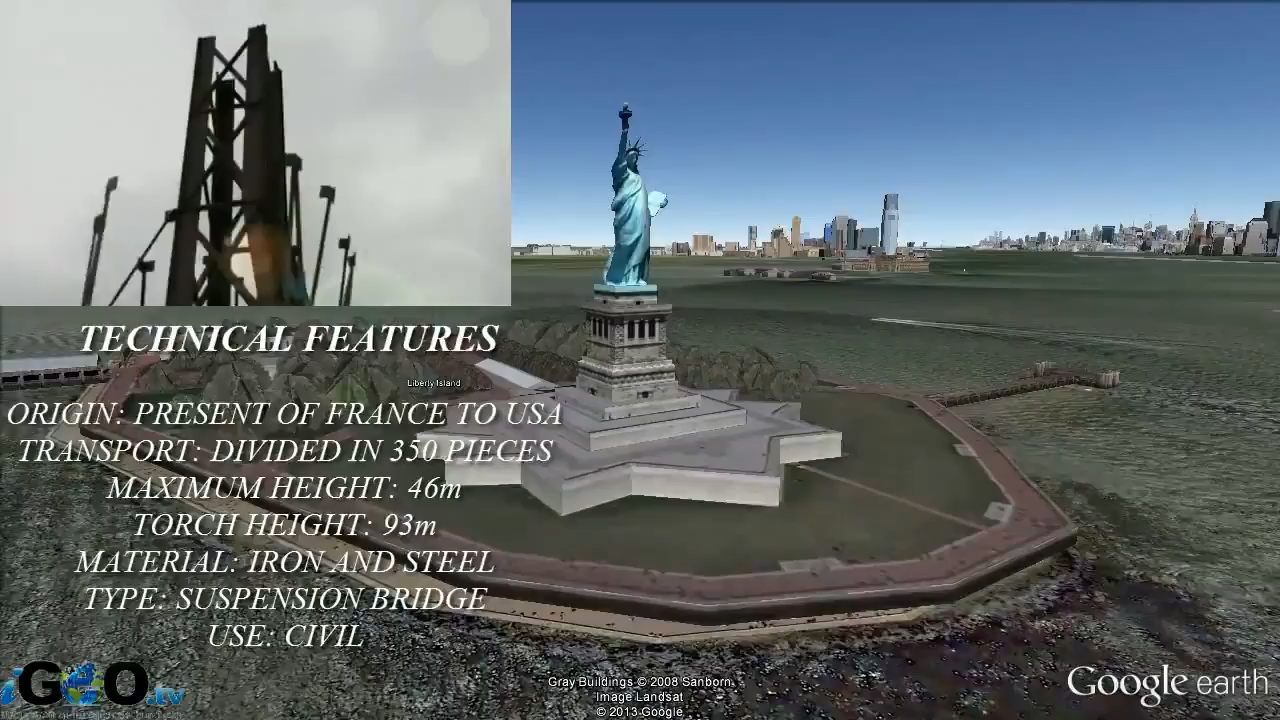 TECHNICAL FEATURES
Liberty Island
ORIGIN: PRESENT OF FRANCE TO USA
TRANSPORT: DIVIDED IN 350 PIECES
MAXIMUM HEIGHT: 46m
TORCH HEIGHT: 93m
MATERIAL: IRON AND STEEL
TYPE: SUSPENSION BRIDGE
USE: CIVIL
iGEO.tv
Gray Buildings © 2008 Sanborn
Image Landsat
© 2013 Google
Google earth